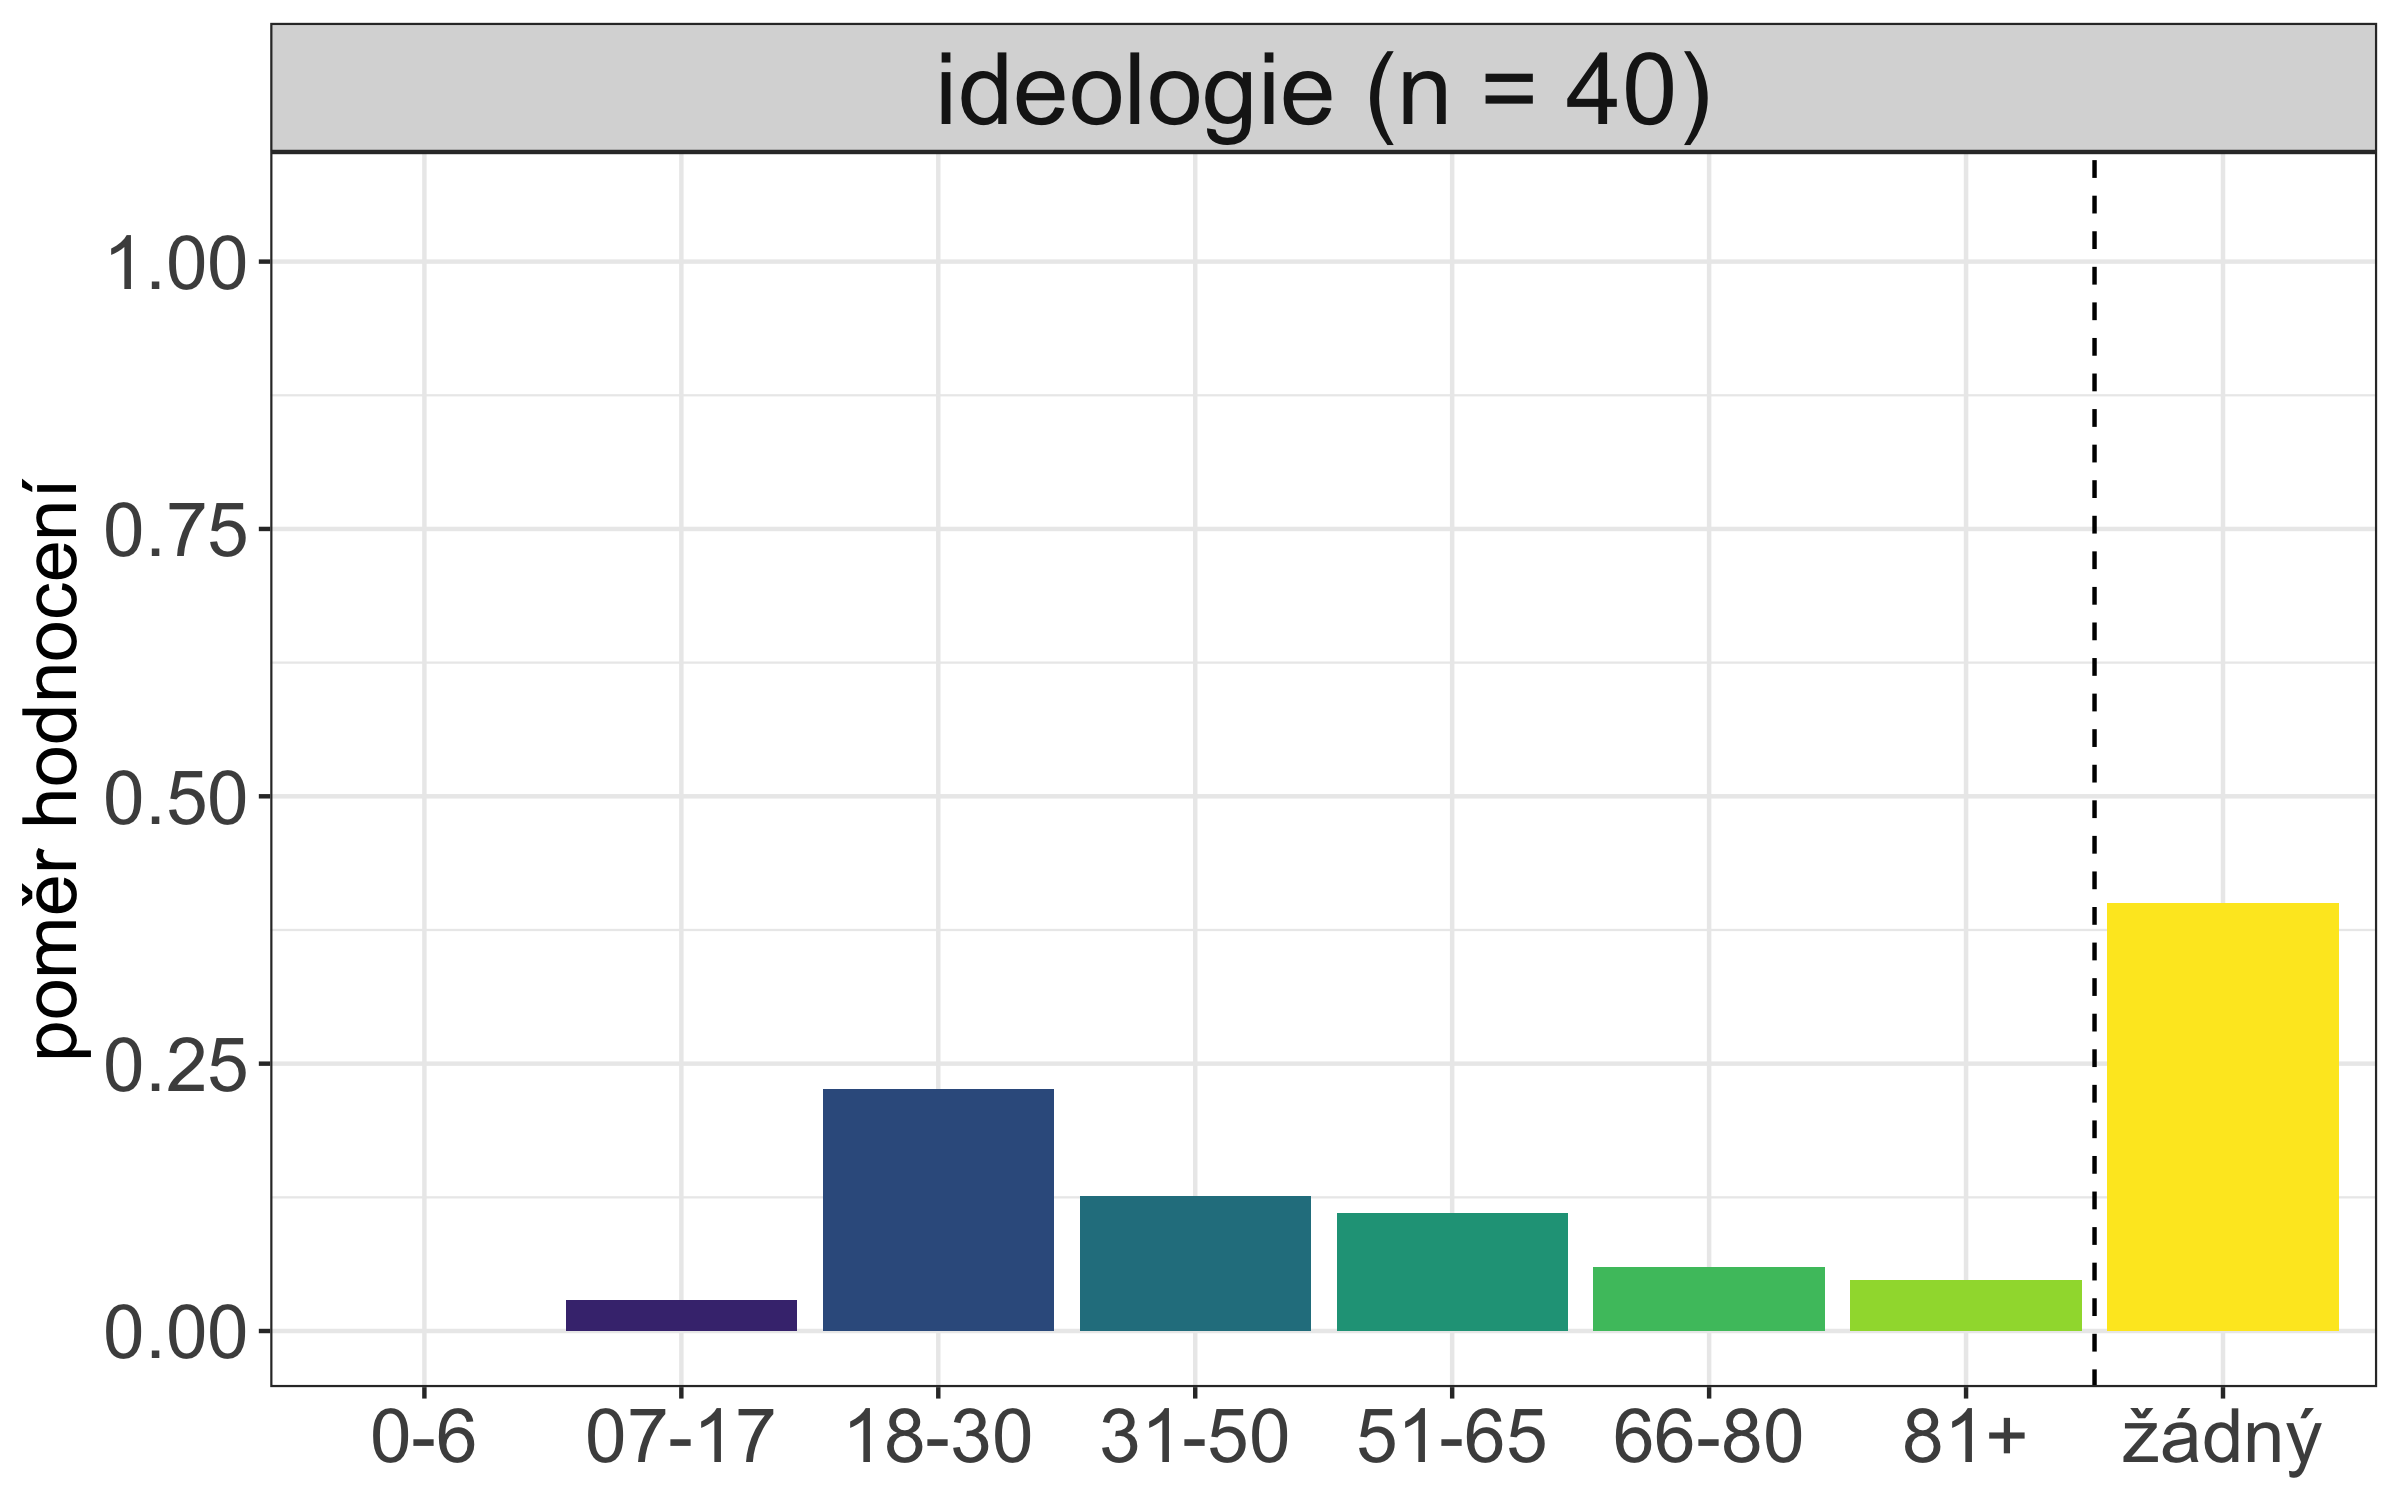 ideologie (n = 40)
poměr hodnocení
1.00
0.75
0.50
0.25
0.00
0-6 07-17 18-30 31-50 51-65 66-80 81+ žádný